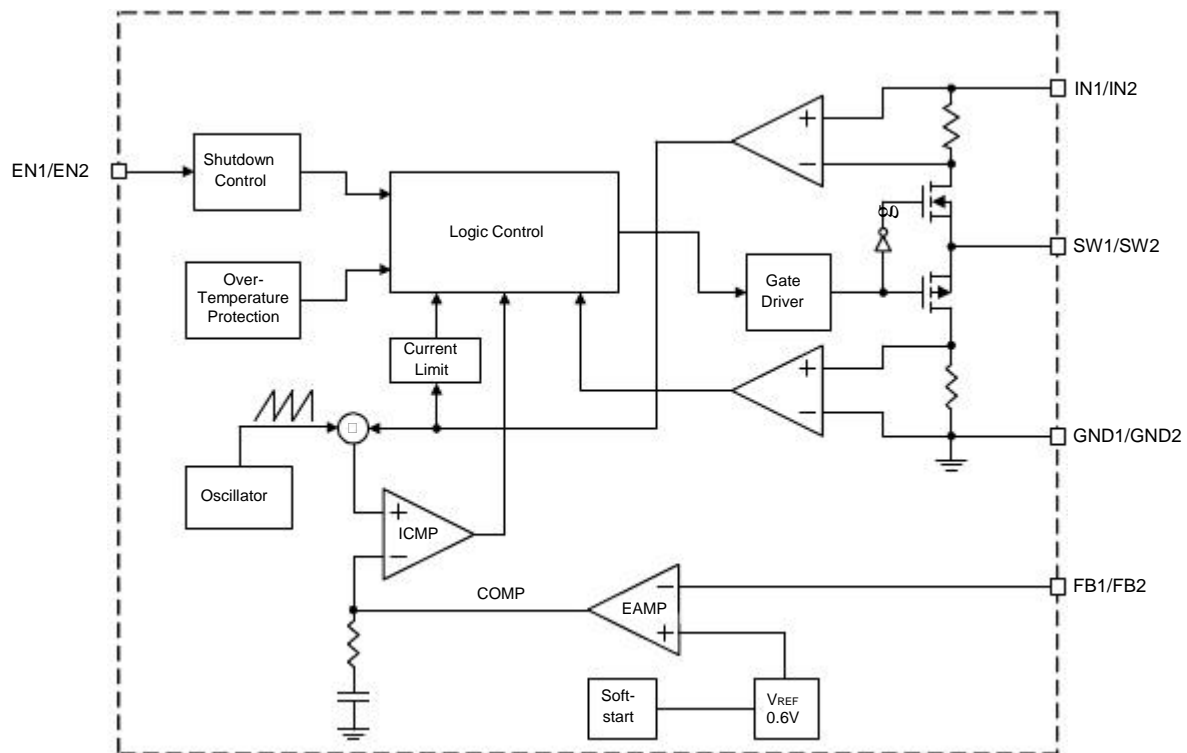 IN1/IN2
EN1/EN2
Shutdown
Control
Logic Control
SW1/SW2
Over-
Temperature
Protection
Gate
Driver
Current
Limit
GND1/GND2
Oscillator
ICMP
COMP
EAMP
FB1/FB2
Soft-
start
VREF
0.6V